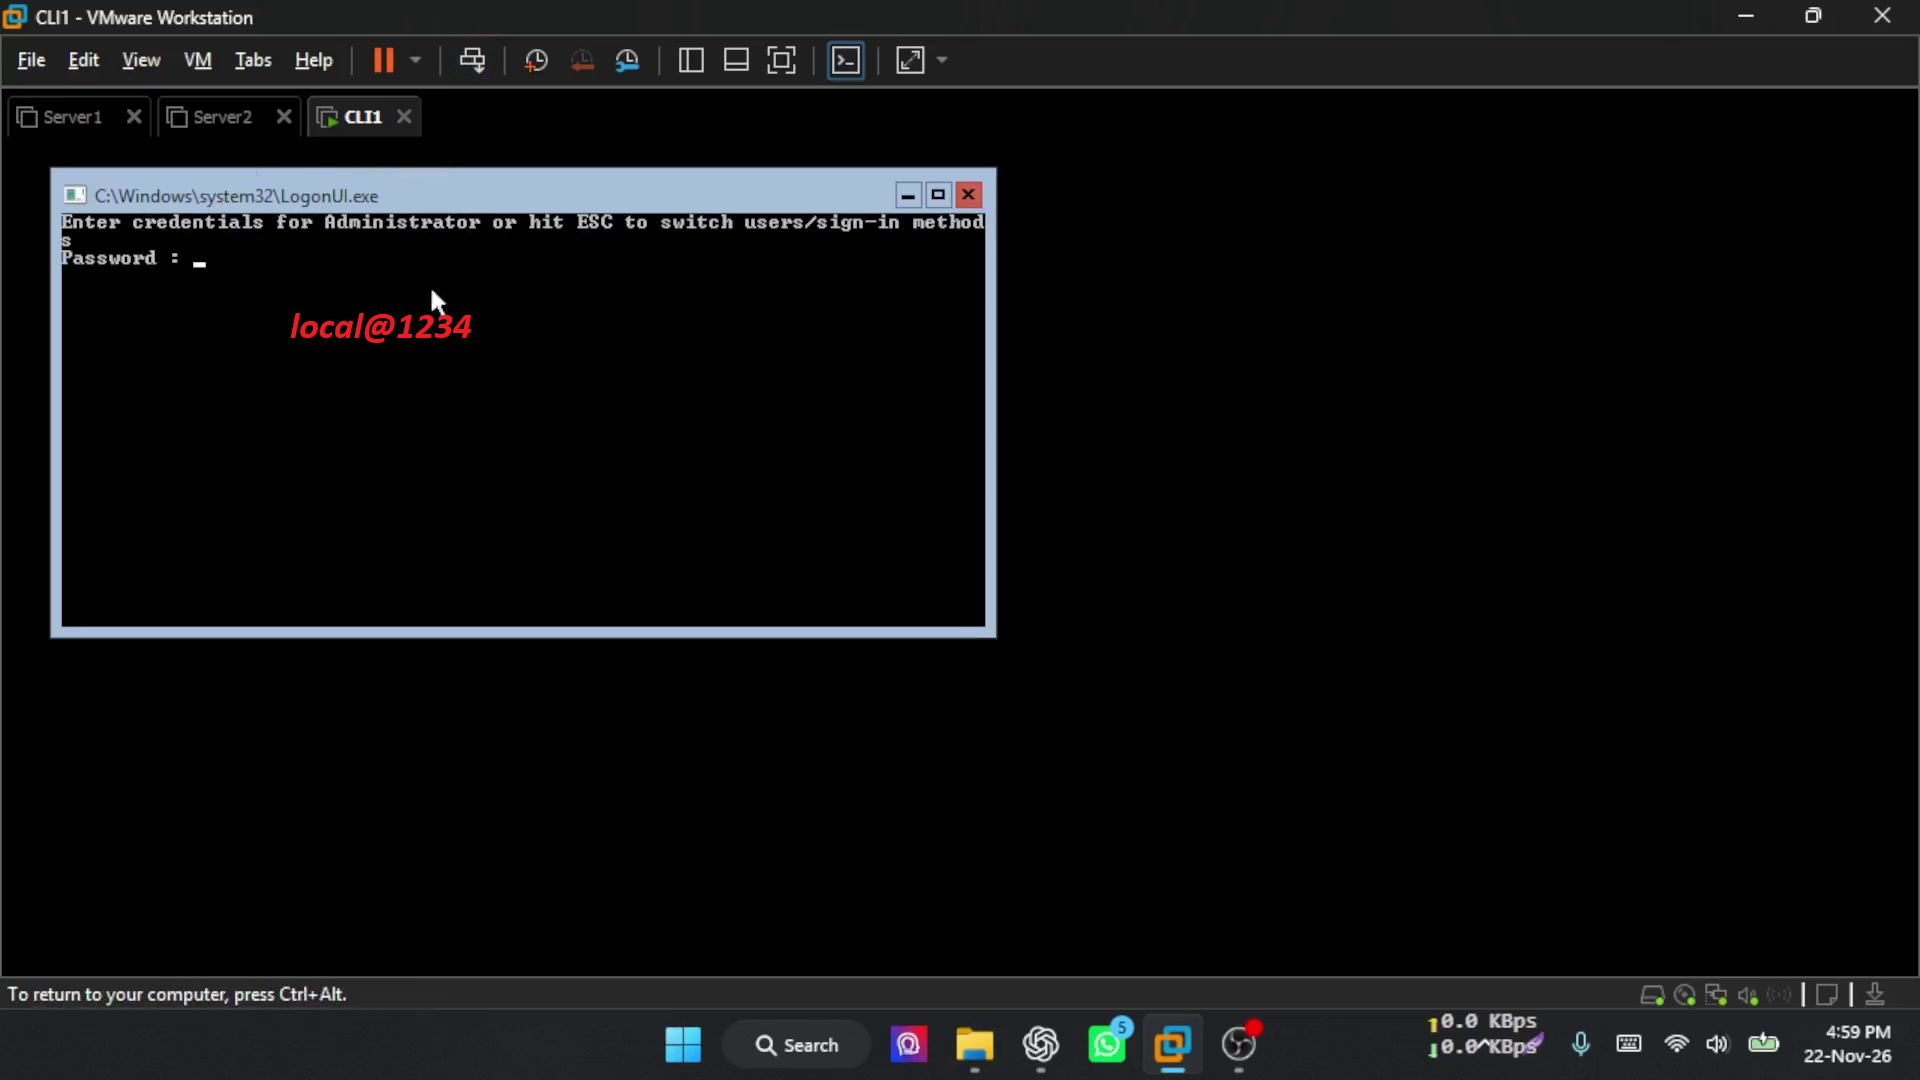 CLI1 - VMware Workstation
File Edit View VM Tabs Help
Server1 Server2 CLI1
C:\Windows\system32\LogonUI.exe
Enter credentials for Administrator or hit ESC to switch users/sign-in method
s
Password :
local@1234
To return to your computer, press Ctrl+Alt.
Search
5
0.0 KBps
0.0 KBps
4:59 PM
22-Nov-26